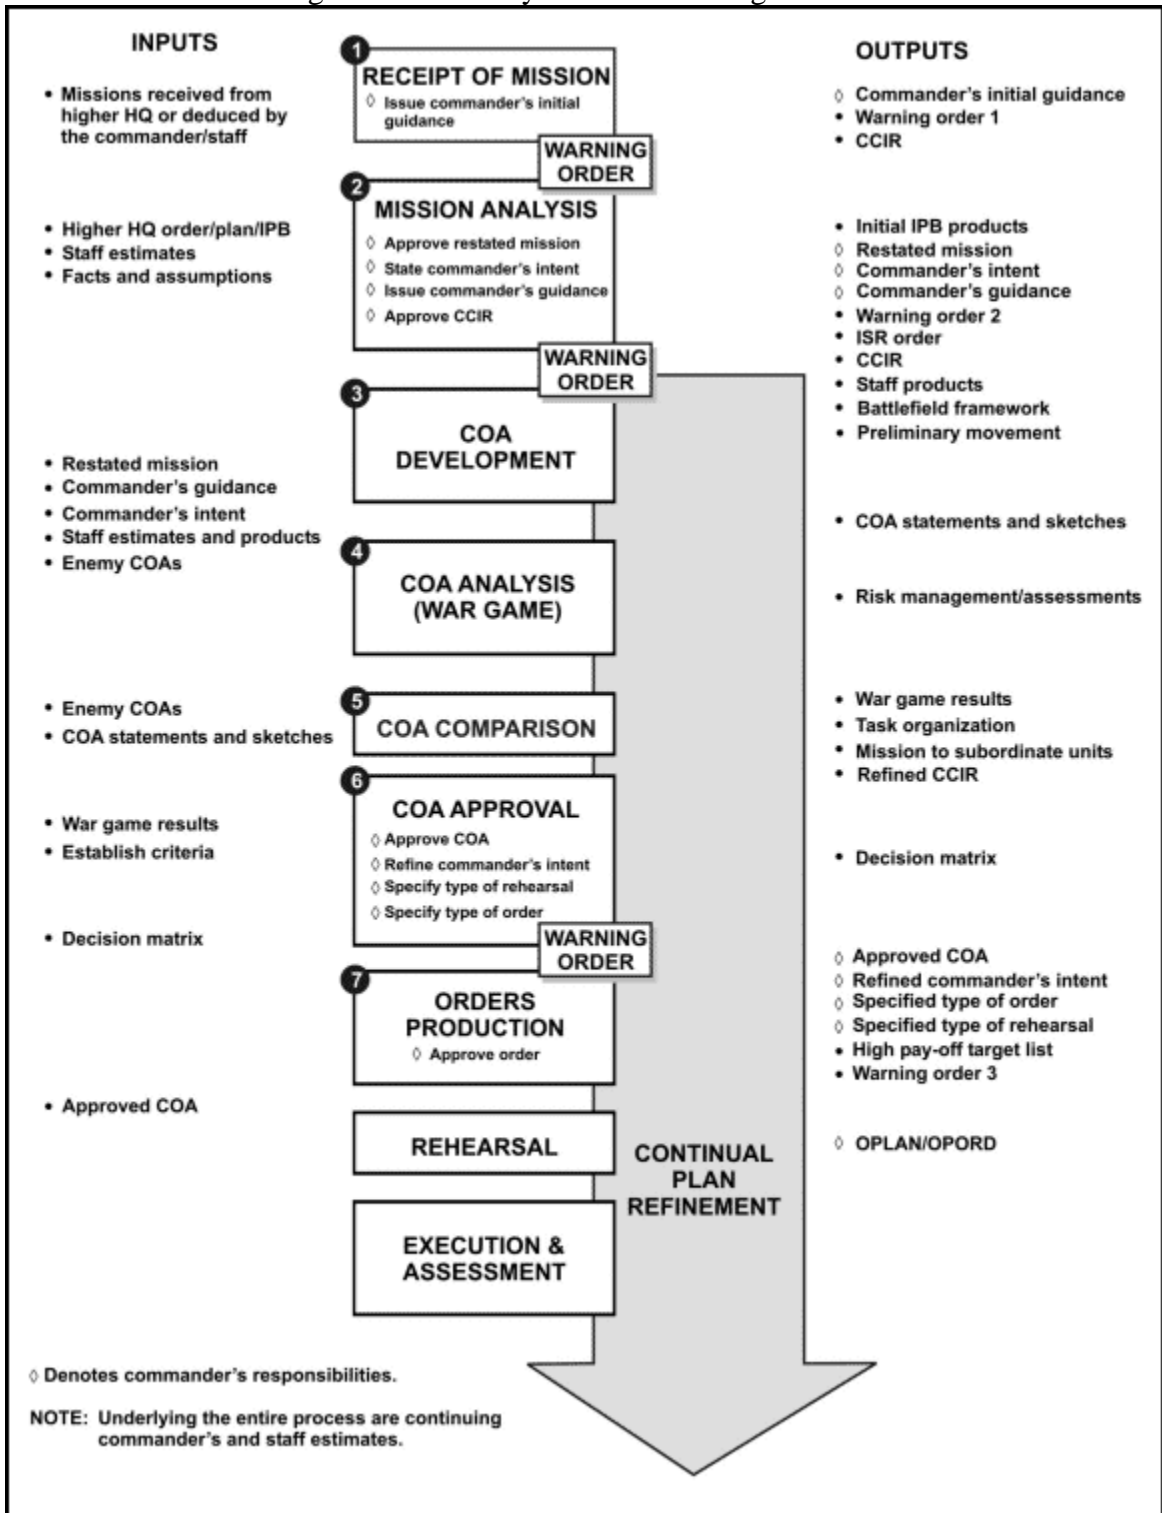 INPUTS
• Missions received from
higher HQ or deduced by
the commander/staff
• Higher HQ order/plan/IPB
• Staff estimates
• Facts and assumptions
• Restated mission
• Commander's guidance
• Commander's intent
• Staff estimates and products
• Enemy COAs
• Enemy COAs
• COA statements and sketches
• War game results
• Establish criteria
• Decision matrix
• Approved COA
1
RECEIPT OF MISSION
◊ Issue commander's initial
guidance
WARNING
ORDER
2
MISSION ANALYSIS
◊ Approve restated mission
◊ State commander's intent
◊ Issue commander's guidance
◊ Approve CCIR
WARNING
ORDER
3
COA
DEVELOPMENT
4
COA ANALYSIS
(WAR GAME)
5
COA COMPARISON
6
COA APPROVAL
◊ Approve COA
◊ Refine commander's intent
◊ Specify type of rehearsal
◊ Specify type of order
WARNING
ORDER
7
ORDERS
PRODUCTION
◊ Approve order
REHEARSAL
EXECUTION &
ASSESSMENT
CONTINUAL
PLAN
REFINEMENT
OUTPUTS
◊ Commander's initial guidance
• Warning order 1
• CCIR
• Initial IPB products
◊ Restated mission
◊ Commander's intent
◊ Commander's guidance
• Warning order 2
• ISR order
• CCIR
• Staff products
• Battlefield framework
• Preliminary movement
• COA statements and sketches
• Risk management/assessments
• War game results
• Task organization
• Mission to subordinate units
• Refined CCIR
• Decision matrix
◊ Approved COA
◊ Refined commander's intent
◊ Specified type of order
◊ Specified type of rehearsal
• High pay-off target list
• Warning order 3
◊ OPLAN/OPORD
◊ Denotes commander's responsibilities.
NOTE: Underlying the entire process are continuing
commander's and staff estimates.